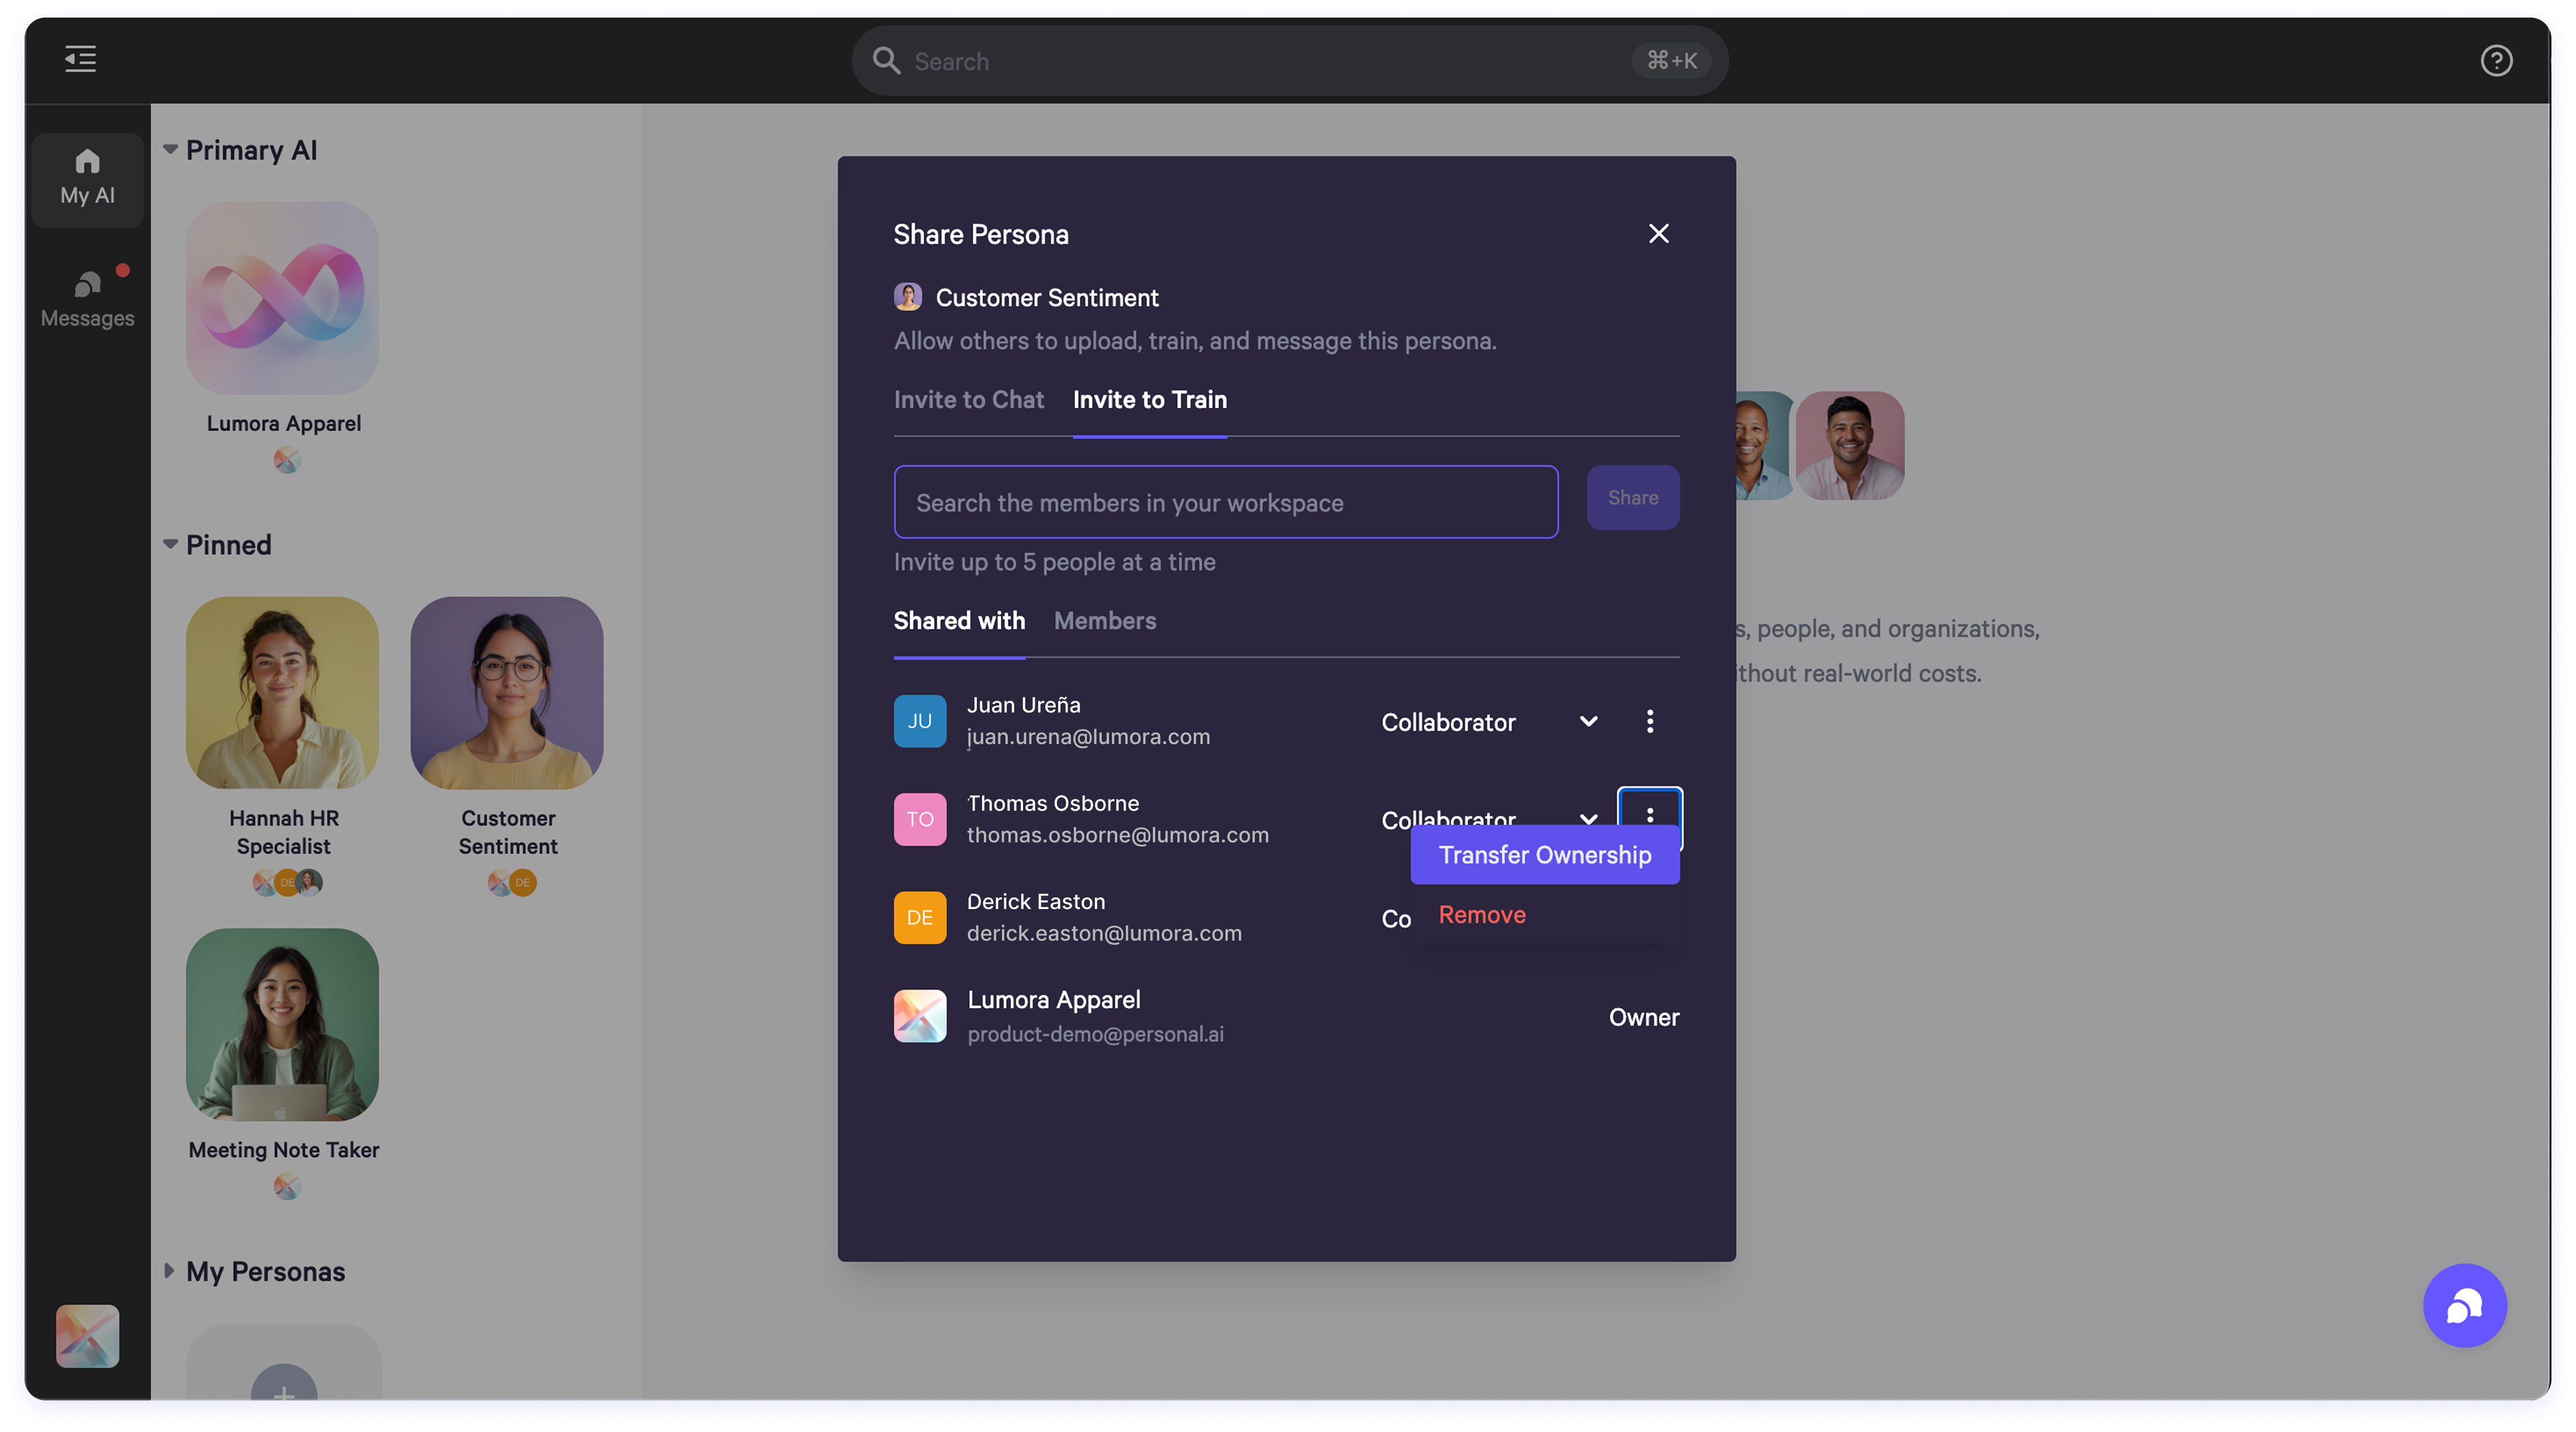 Search
⌘+K
My AI
Messages
Primary AI
Lumora Apparel
Pinned
Hannah HR
Specialist
DE
Customer
Sentiment
DE
Meeting Note Taker
My Personas
Share Persona
Customer Sentiment
Allow others to upload, train, and message this persona.
Invite to Chat
Invite to Train
Search the members in your workspace
Share
Invite up to 5 people at a time
Shared with
Members
JU
Juan Ureña
juan.urena@lumora.com
Collaborator
TO
Thomas Osborne
thomas.osborne@lumora.com
Collaborator
Transfer Ownership
Remove
DE
Derick Easton
derick.easton@lumora.com
Co
Lumora Apparel
product-demo@personal.ai
Owner
s, people, and organizations,
thout real-world costs.